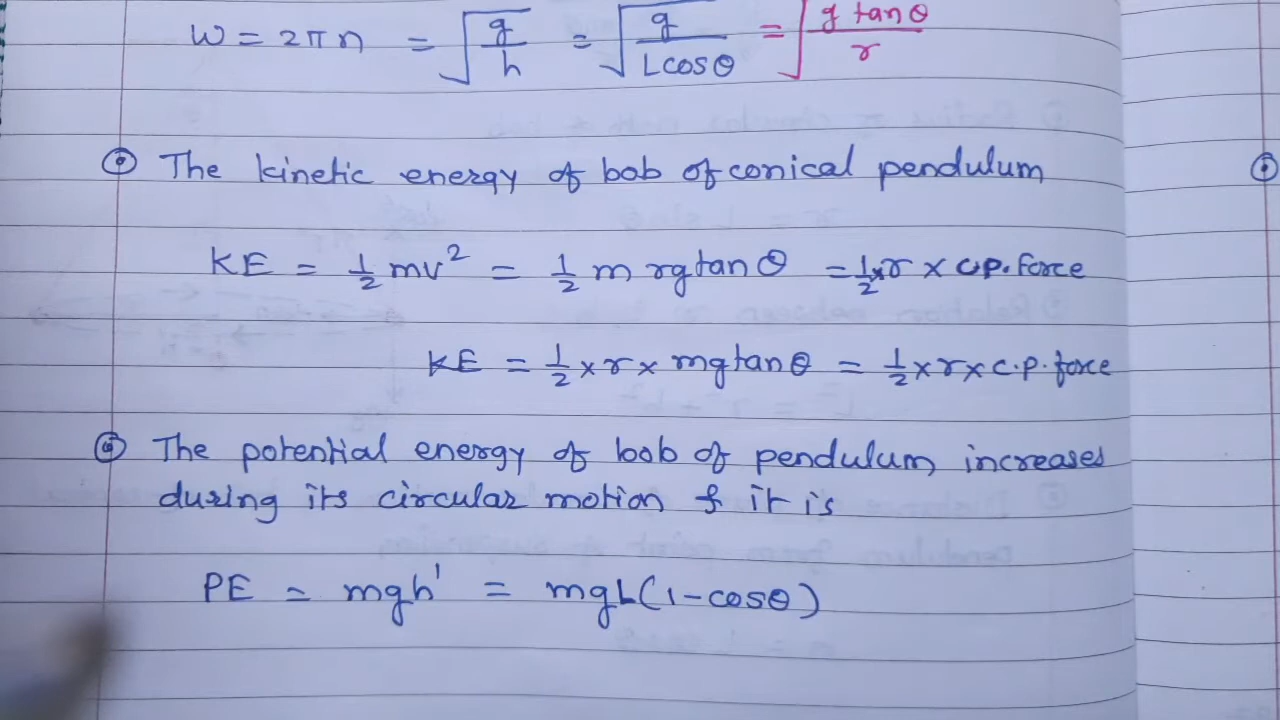 ω = 2πn = √(g/h) = √(g/Lcosθ) = √(g tanθ/r)
The kinetic energy of bob of conical pendulum
KE = 1/2 mv² = 1/2 m rg tanθ = 1/2 × r × c.p. force
KE = 1/2 × r × mg tanθ = 1/2 × r × c.p. force
The potential energy of bob of pendulum increases
during its circular motion & it is
PE = mgh' = mgL(1-cosθ)